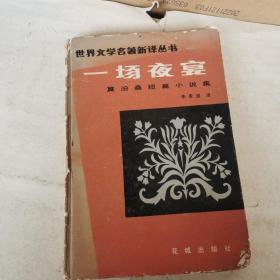 世界文学名著新译丛书
一场夜宴
莫泊桑短篇小说集
花城出版社